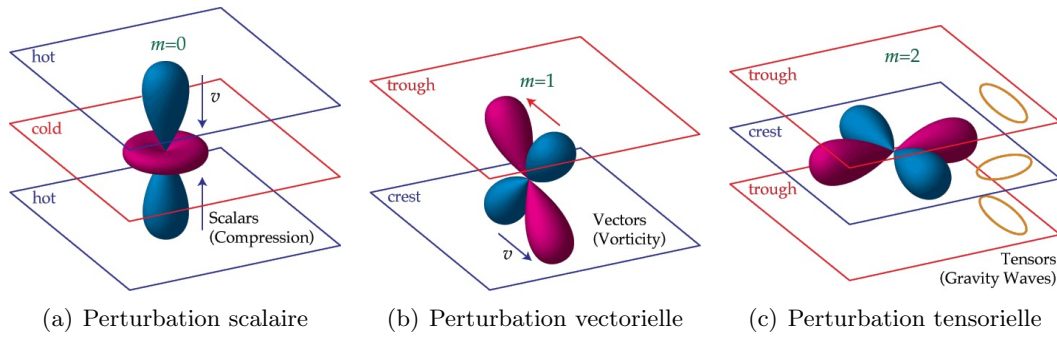 hot
m=0
v
cold
hot
Scalars
(Compression)
(a) Perturbation scalaire
trough
m=1
crest
Vectors
(Vorticity)
v
(b) Perturbation vectorielle
m=2
trough
crest
trough
Tensors
(Gravity Waves)
(c) Perturbation tensorielle